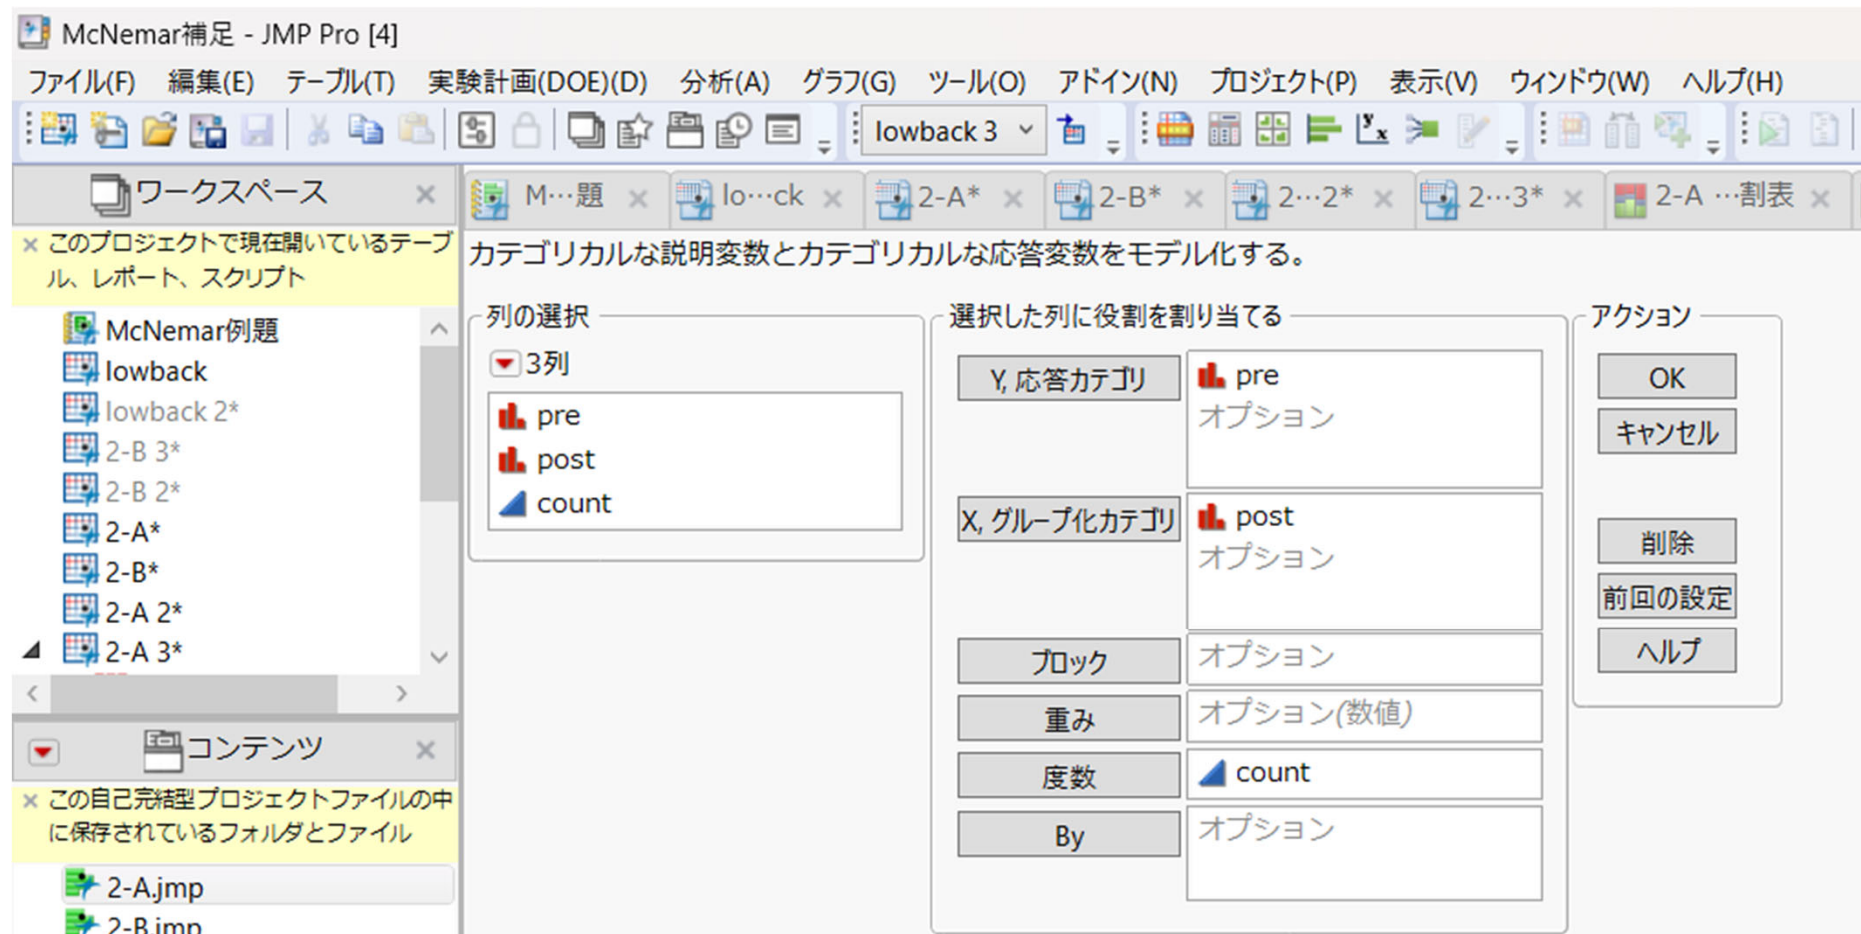 McNemar補足 - JMP Pro [4]
ファイル(F) 編集(E) テーブル(T) 実験計画(DOE)(D) 分析(A) グラフ(G) ツール(O) アドイン(N) プロジェクト(P) 表示(V) ウィンドウ(W) ヘルプ(H)
lowback 3
ワークスペース
このプロジェクトで現在開いているテーブ
ル、レポート、スクリプト
McNemar例題
lowback
lowback 2*
2-B 3*
2-B 2*
2-A*
2-B*
2-A 2*
2-A 3*
コンテンツ
この自己完結型プロジェクトファイルの中
に保存されているフォルダとファイル
2-A.jmp
2-B.jmp
M…題 lo…ck 2-A* 2-B* 2…2* 2…3* 2-A …割表
カテゴリカルな説明変数とカテゴリカルな応答変数をモデル化する。
列の選択
3列
pre
post
count
選択した列に役割を割り当てる
Y, 応答カテゴリ
pre
オプション
X, グループ化カテゴリ
post
オプション
ブロック
オプション
重み
オプション(数値)
度数
count
By
オプション
アクション
OK
キャンセル
削除
前回の設定
ヘルプ